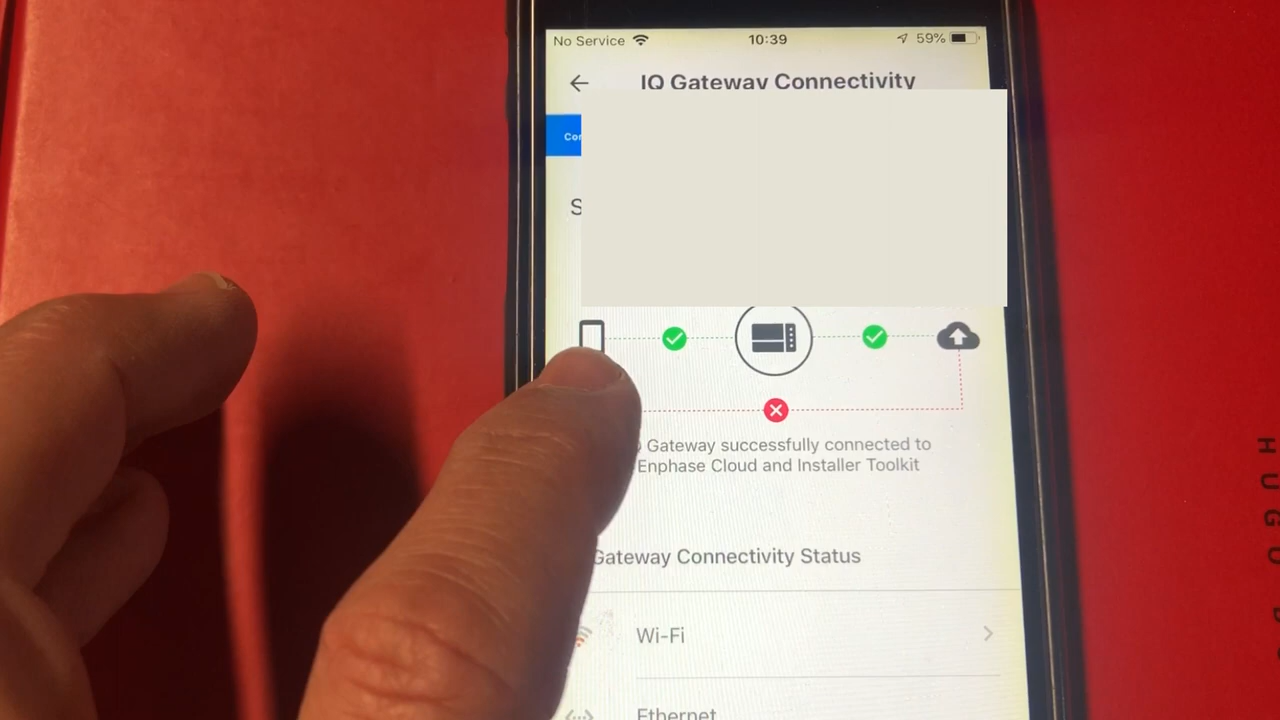 No Service 10:39 59%
IQ Gateway Connectivity
Gateway successfully connected to
Enphase Cloud and Installer Toolkit
Gateway Connectivity Status
Wi-Fi
Ethernet
HUGO